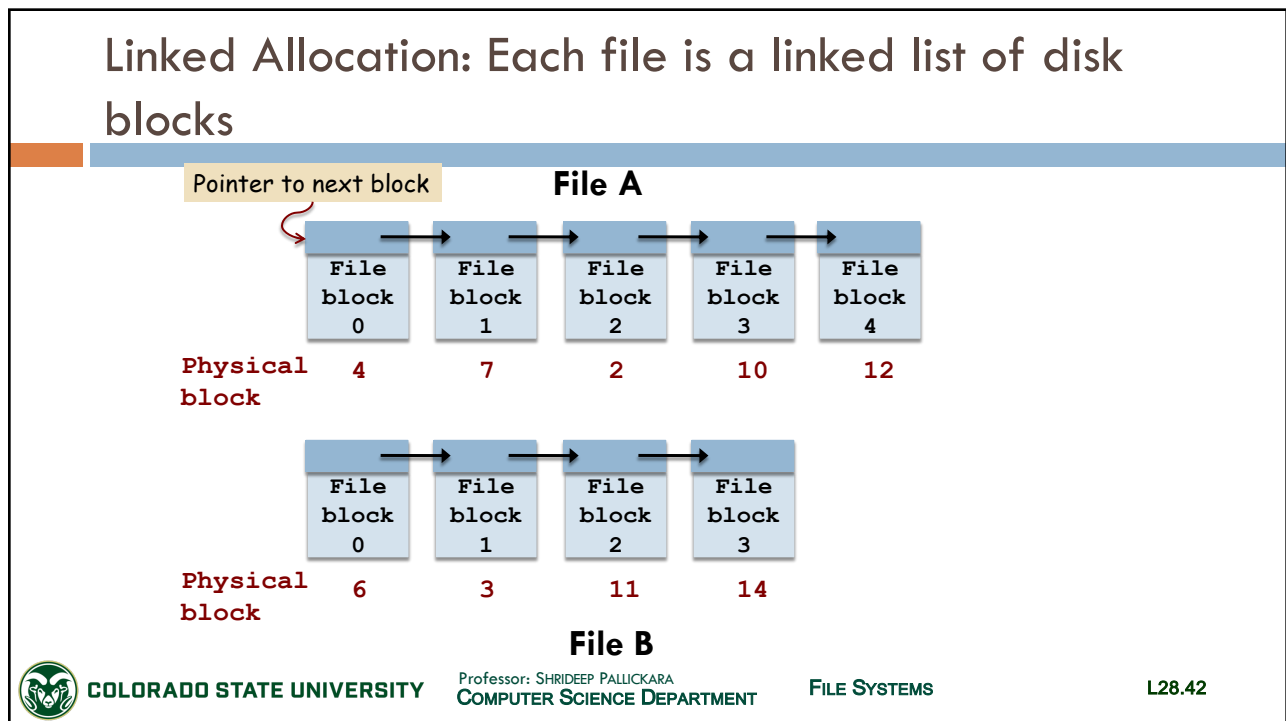 Linked Allocation: Each file is a linked list of disk
blocks
Pointer to next block
File A
File File File File File
block block block block block
0 1 2 3 4
Physical 4 7 2 10 12
block
File File File File
block block block block
0 1 2 3
Physical 6 3 11 14
block
File B
COLORADO STATE UNIVERSITY
Professor: SHRIDEEP PALLICKARA
COMPUTER SCIENCE DEPARTMENT
FILE SYSTEMS
L28.42